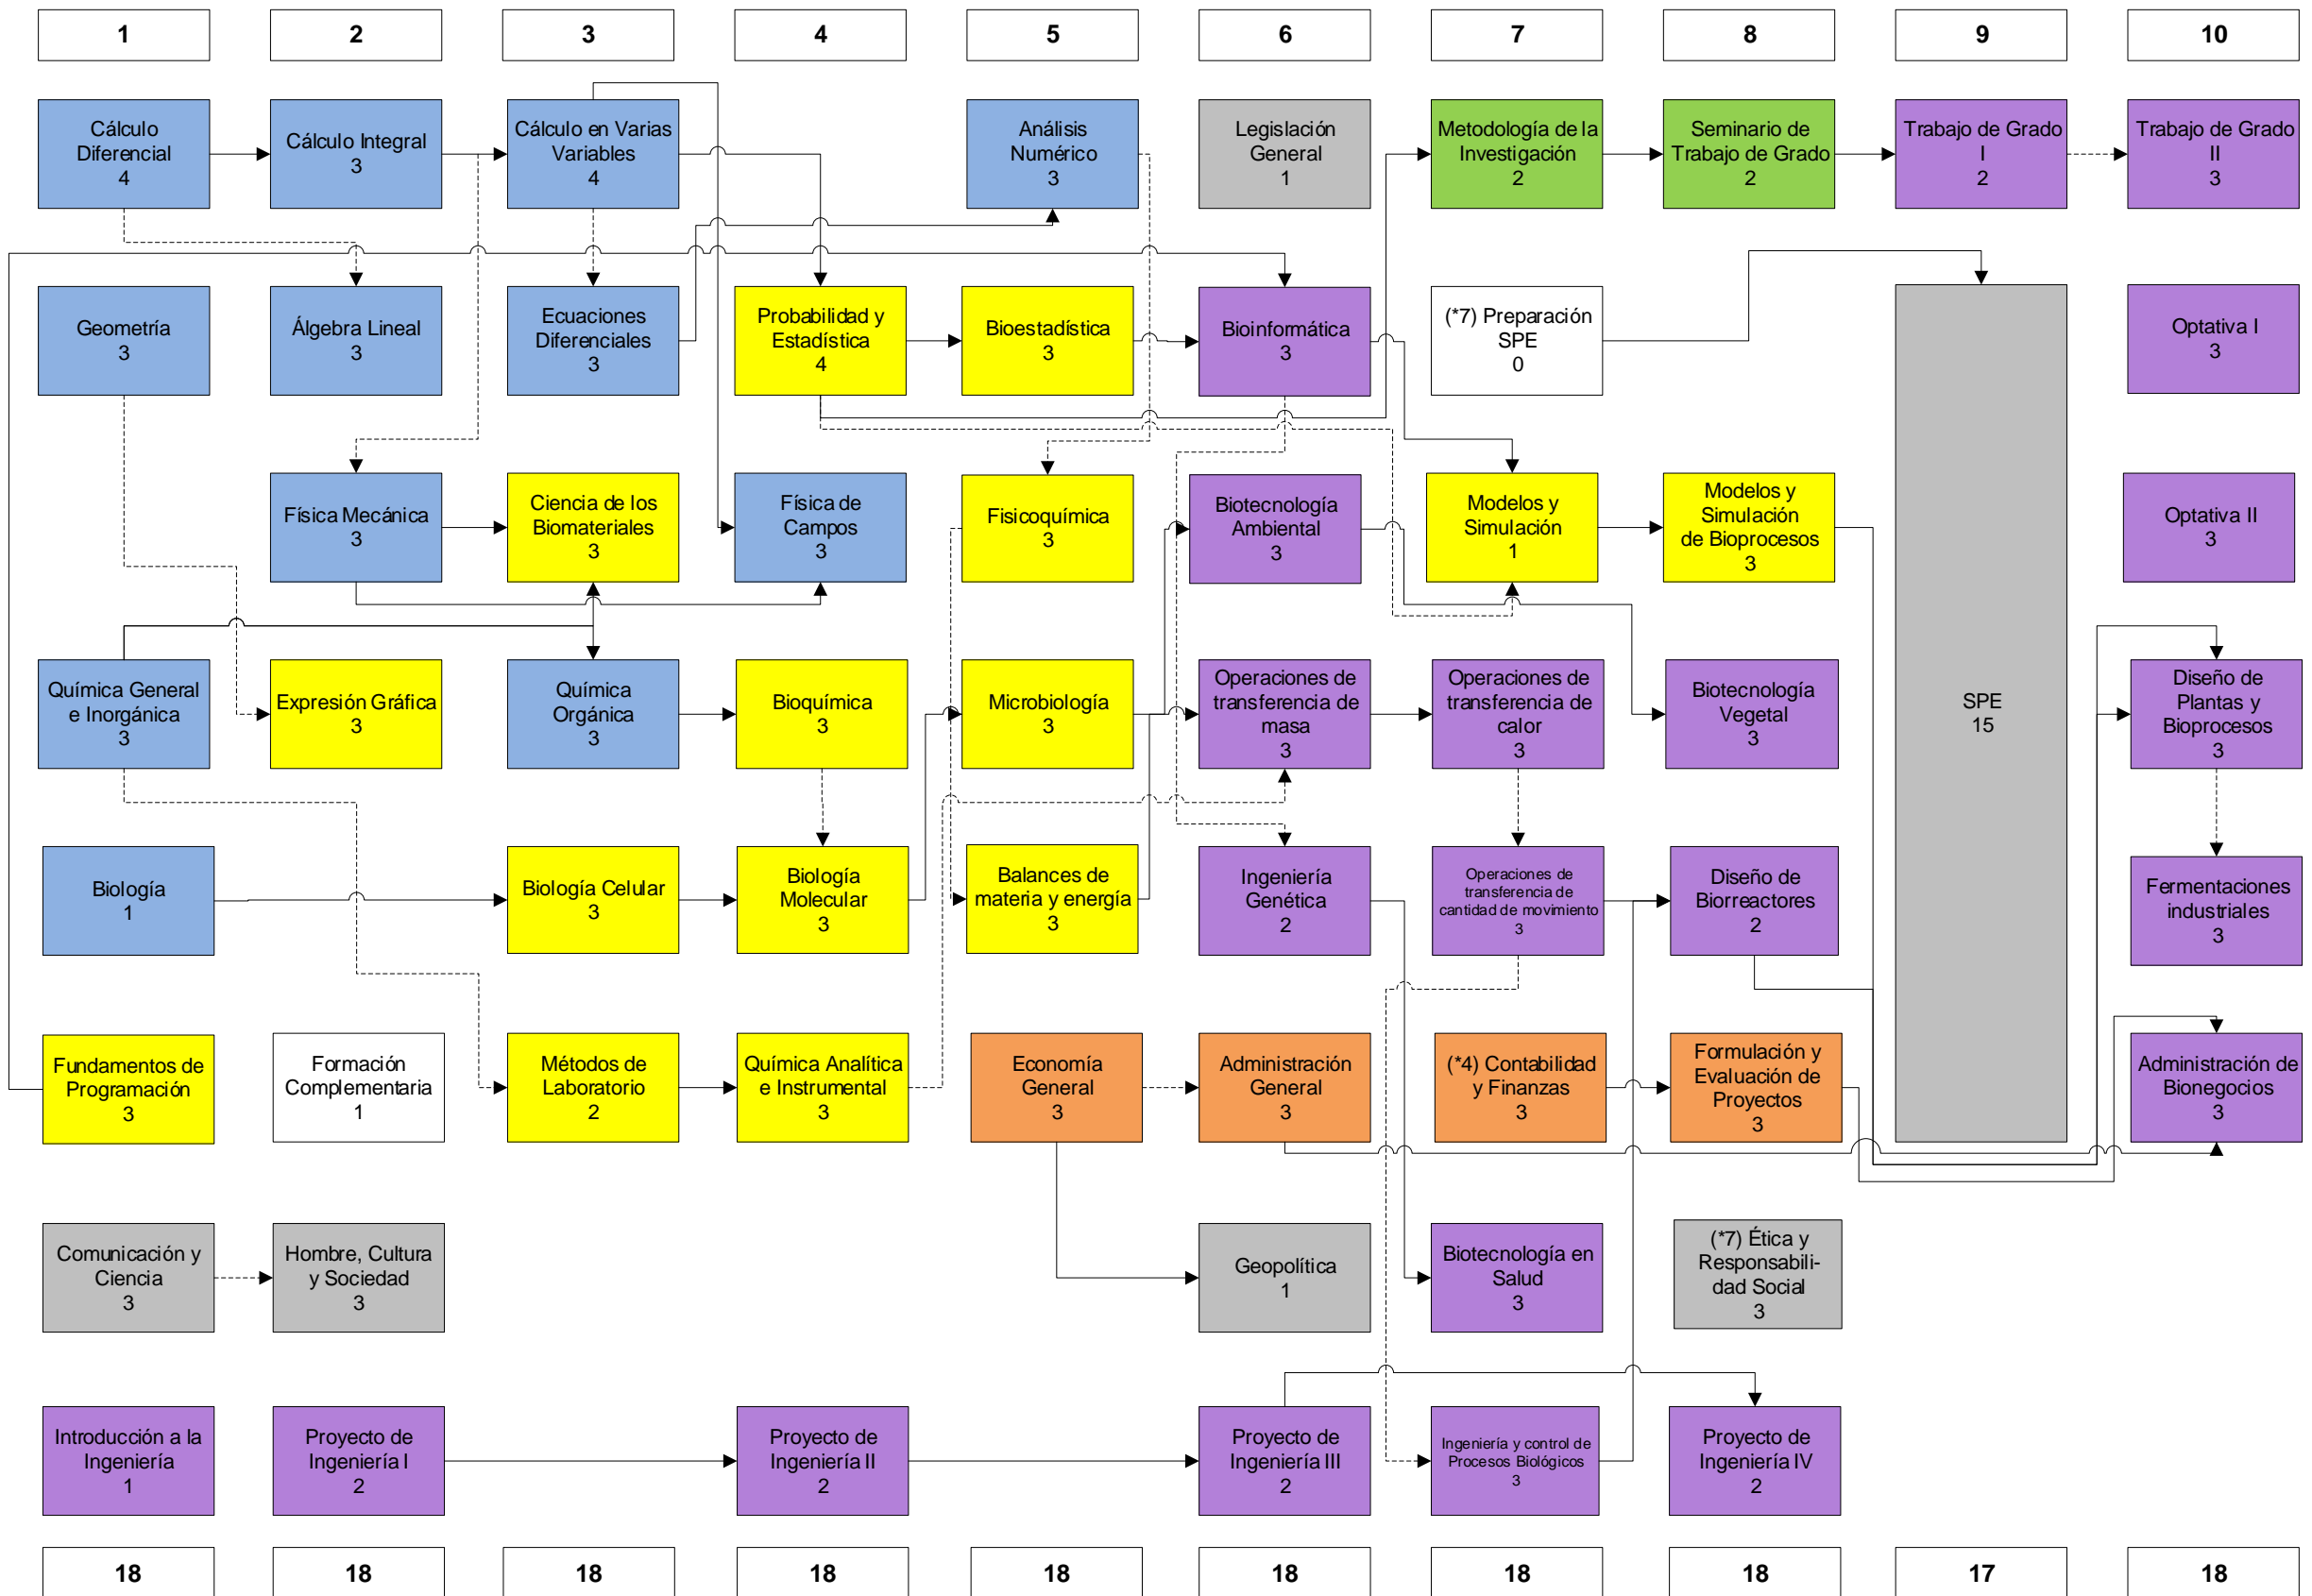 1
2
3
4
5
6
7
8
9
10
Cálculo
Diferencial
4
Cálculo Integral
3
Cálculo en Varias
Variables
4
Análisis
Numérico
3
Legislación
General
1
Metodología de la
Investigación
2
Seminario de
Trabajo de Grado
2
Trabajo de Grado
I
2
Trabajo de Grado
II
3
Geometría
3
Álgebra Lineal
3
Ecuaciones
Diferenciales
3
Probabilidad y
Estadística
4
Bioestadística
3
Bioinformática
3
(*7) Preparación
SPE
0
Optativa I
3
Física Mecánica
3
Ciencia de los
Biomateriales
3
Física de
Campos
3
Fisicoquímica
3
Biotecnología
Ambiental
3
Modelos y
Simulación
1
Modelos y
Simulación
de Bioprocesos
3
Optativa II
3
Química General
e Inorgánica
3
Expresión Gráfica
3
Química
Orgánica
3
Bioquímica
3
Microbiología
3
Operaciones de
transferencia de
masa
3
Operaciones de
transferencia de
calor
3
Biotecnología
Vegetal
3
SPE
15
Diseño de
Plantas y
Bioprocesos
3
Biología
1
Biología Celular
3
Biología
Molecular
3
Balances de
materia y energía
3
Ingeniería
Genética
2
Operaciones de
transferencia de
cantidad de movimiento
3
Diseño de
Biorreactores
2
Fermentaciones
industriales
3
Fundamentos de
Programación
3
Formación
Complementaria
1
Métodos de
Laboratorio
2
Química Analítica
e Instrumental
3
Economía
General
3
Administración
General
3
(*4) Contabilidad
y Finanzas
3
Formulación y
Evaluación de
Proyectos
3
Administración de
Bionegocios
3
Comunicación y
Ciencia
3
Hombre, Cultura
y Sociedad
3
Geopolítica
1
Biotecnología en
Salud
3
(*7) Ética y
Responsabili-
dad Social
3
Introducción a la
Ingeniería
1
Proyecto de
Ingeniería I
2
Proyecto de
Ingeniería II
2
Proyecto de
Ingeniería III
2
Ingeniería y control de
Procesos Biológicos
3
Proyecto de
Ingeniería IV
2
18
18
18
18
18
18
18
18
17
18